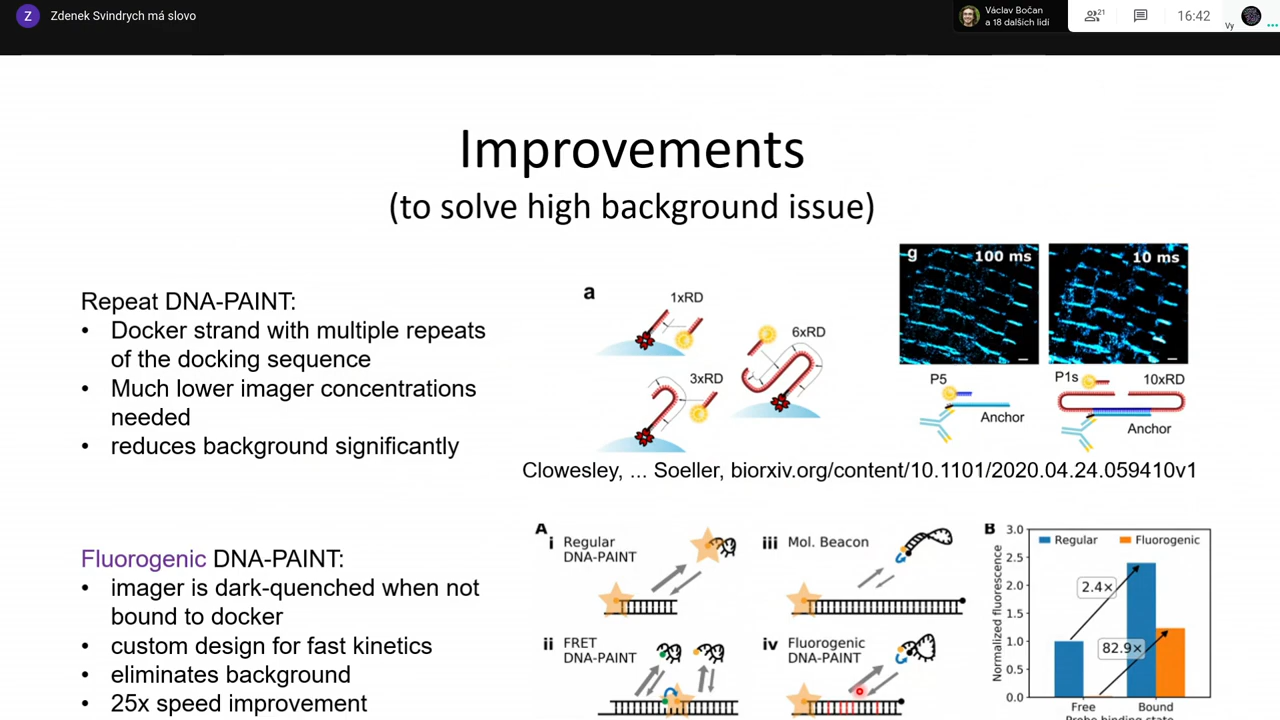 Z
Zdenek Svindrych má slovo
Václav Bočan
a 18 dalších lidí
21
16:42
Vy
Improvements
(to solve high background issue)
Repeat DNA-PAINT:
• Docker strand with multiple repeats
of the docking sequence
• Much lower imager concentrations
needed
• reduces background significantly
a
1xRD
6xRD
3xRD
g
100 ms
10 ms
P5
Anchor
P1s
10xRD
Anchor
Clowesley, ... Soeller, biorxiv.org/content/10.1101/2020.04.24.059410v1
Fluorogenic DNA-PAINT:
• imager is dark-quenched when not
bound to docker
• custom design for fast kinetics
• eliminates background
• 25x speed improvement
A
i Regular
DNA-PAINT
iii Mol. Beacon
ii FRET
DNA-PAINT
iv Fluorogenic
DNA-PAINT
B
Normalized fluorescence
3.0
2.5
2.0
1.5
1.0
0.5
0.0
Regular
Fluorogenic
2.4×
82.9×
Free
Bound
Probe binding state